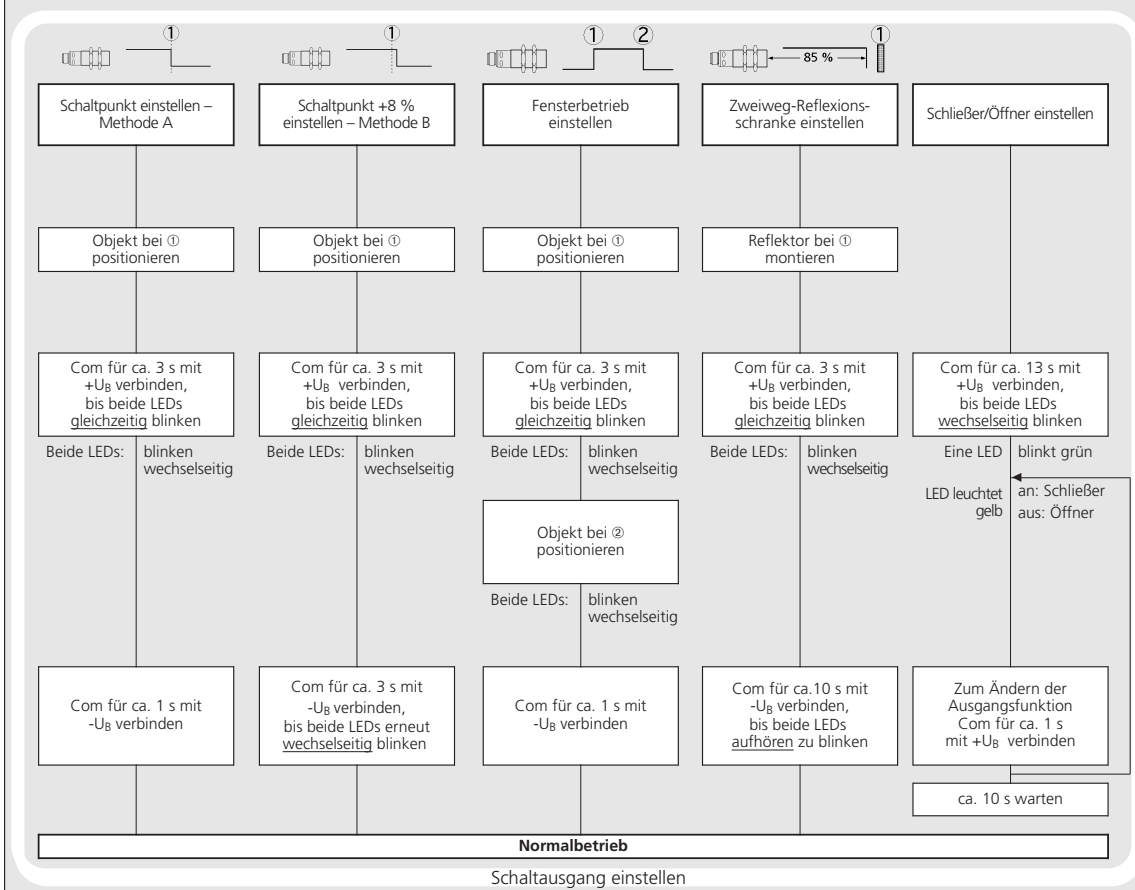 ①
①
① ②
①
85 %
Schaltpunkt einstellen –
Methode A
Schaltpunkt +8 %
einstellen – Methode B
Fensterbetrieb
einstellen
Zweiweg-Reflexions-
schranke einstellen
Schließer/Öffner einstellen
Objekt bei ①
positionieren
Objekt bei ①
positionieren
Objekt bei ①
positionieren
Reflektor bei ①
montieren
Com für ca. 3 s mit
+UB verbinden,
bis beide LEDs
gleichzeitig blinken
Com für ca. 3 s mit
+UB verbinden,
bis beide LEDs
gleichzeitig blinken
Com für ca. 3 s mit
+UB verbinden,
bis beide LEDs
gleichzeitig blinken
Com für ca. 3 s mit
+UB verbinden,
bis beide LEDs
gleichzeitig blinken
Com für ca. 13 s mit
+UB verbinden,
bis beide LEDs
wechselseitig blinken
Beide LEDs: blinken
wechselseitig
Beide LEDs: blinken
wechselseitig
Beide LEDs: blinken
wechselseitig
Beide LEDs: blinken
wechselseitig
Eine LED blinkt grün
LED leuchtet
gelb
an: Schließer
aus: Öffner
Objekt bei ②
positionieren
Beide LEDs: blinken
wechselseitig
Com für ca. 1 s mit
-UB verbinden
Com für ca. 3 s mit
-UB verbinden,
bis beide LEDs erneut
wechselseitig blinken
Com für ca. 1 s mit
-UB verbinden
Com für ca.10 s mit
-UB verbinden,
bis beide LEDs
aufhören zu blinken
Zum Ändern der
Ausgangsfunktion
Com für ca. 1 s
mit +UB verbinden
ca. 10 s warten
Normalbetrieb
Schaltausgang einstellen